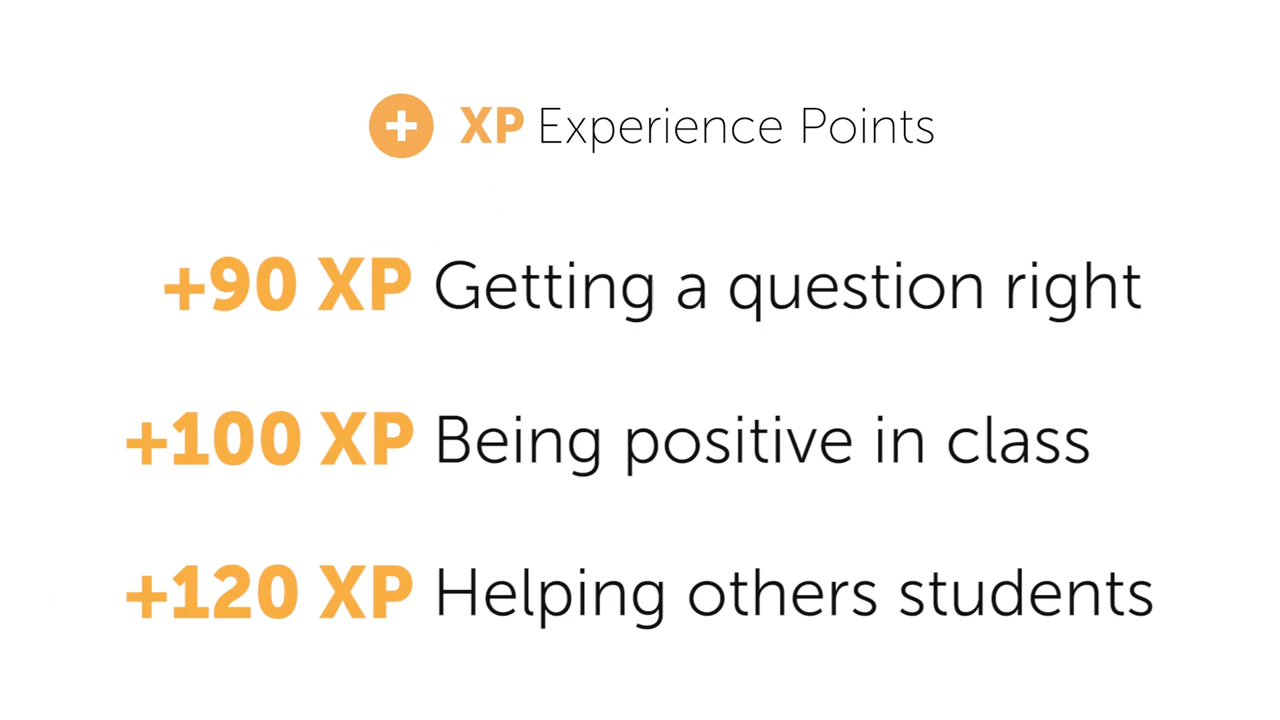 + XP Experience Points
+90 XP Getting a question right
+100 XP Being positive in class
+120 XP Helping others students